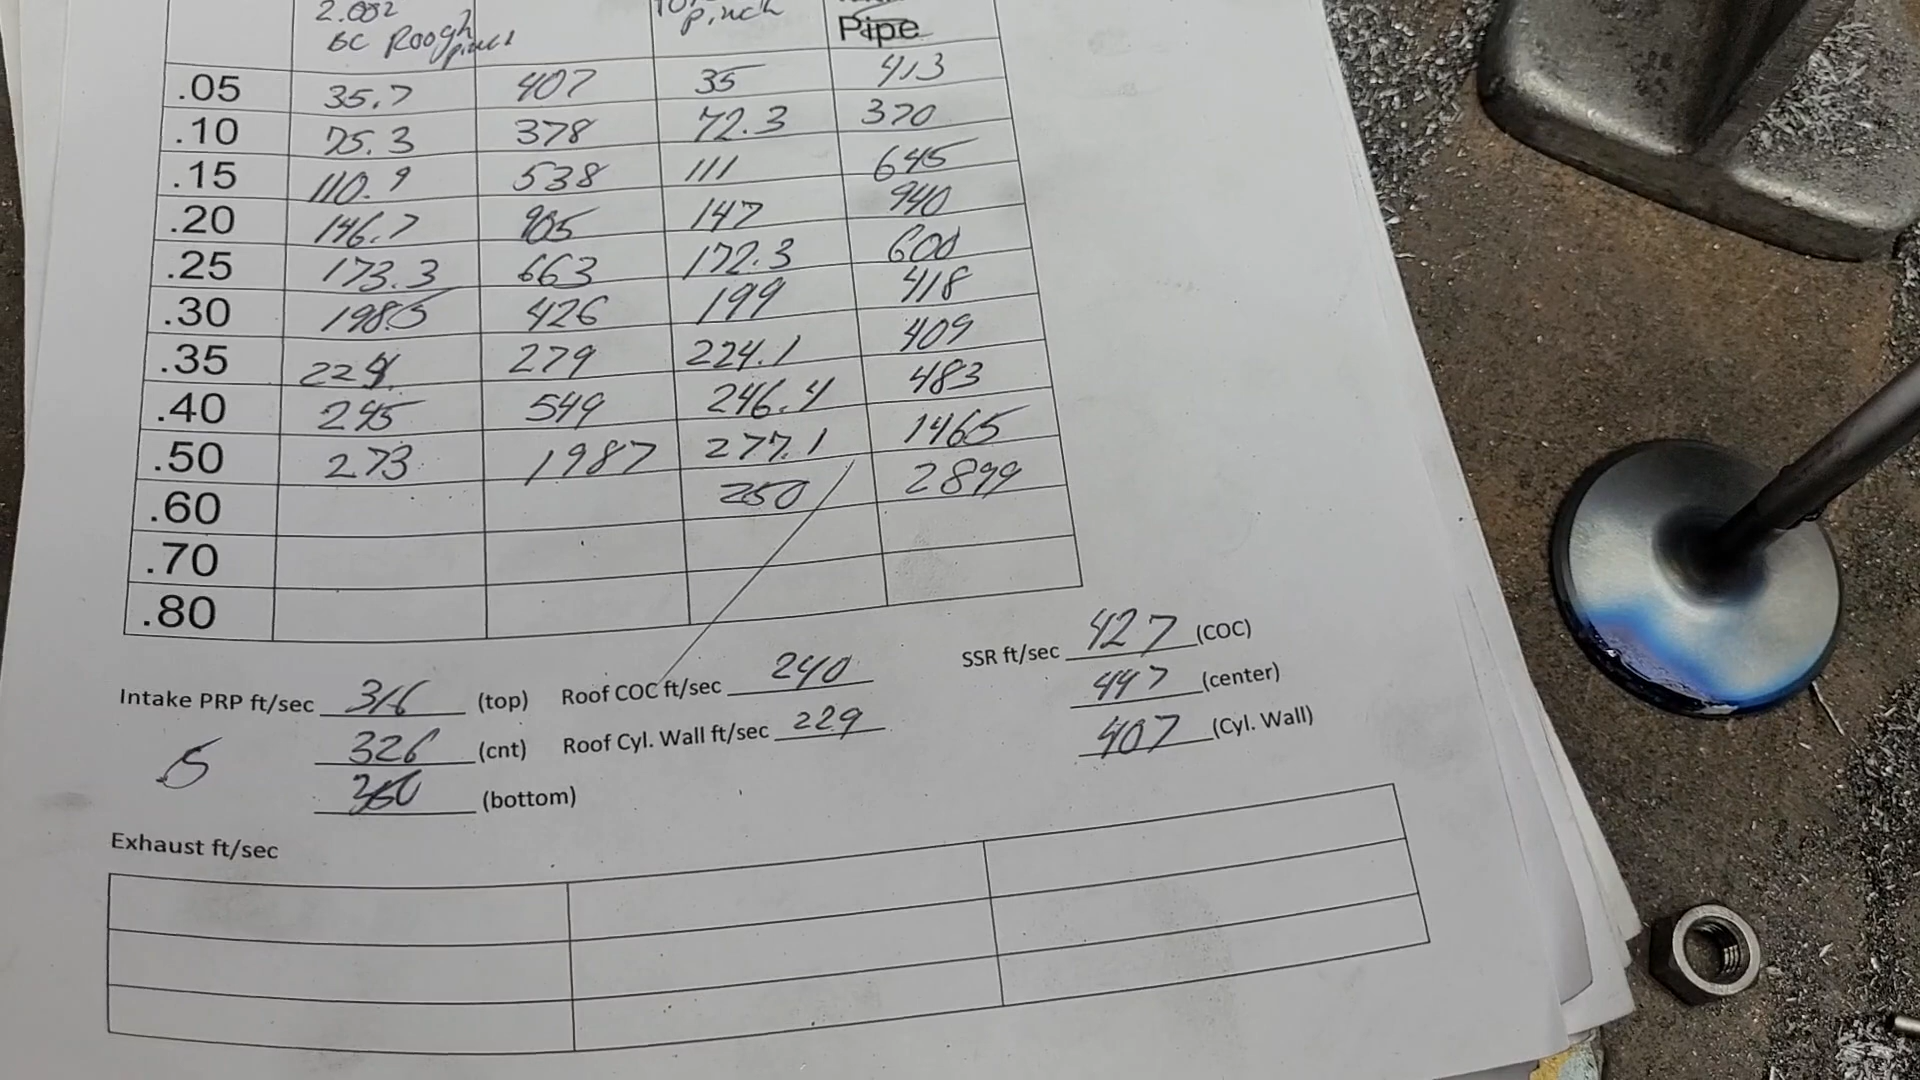 2.002 pinch
BC Rough pinch Pipe
.05 35.7 407 35 413
.10 75.3 378 72.3 370
.15 110.9 538 111 645
.20 146.7 905 147 940
.25 173.3 663 172.3 600
.30 198.5 426 199 418
.35 224. 279 224.1 409
.40 245 549 246.4 483
.50 273 1987 277.1 1465
.60 250 2899
.70
.80
Intake PRP ft/sec 316 (top) Roof COC ft/sec 240 SSR ft/sec 427 (COC)
326 (cnt) Roof Cyl. Wall ft/sec 229 447 (center)
(bottom) 407 (Cyl. Wall)
Exhaust ft/sec